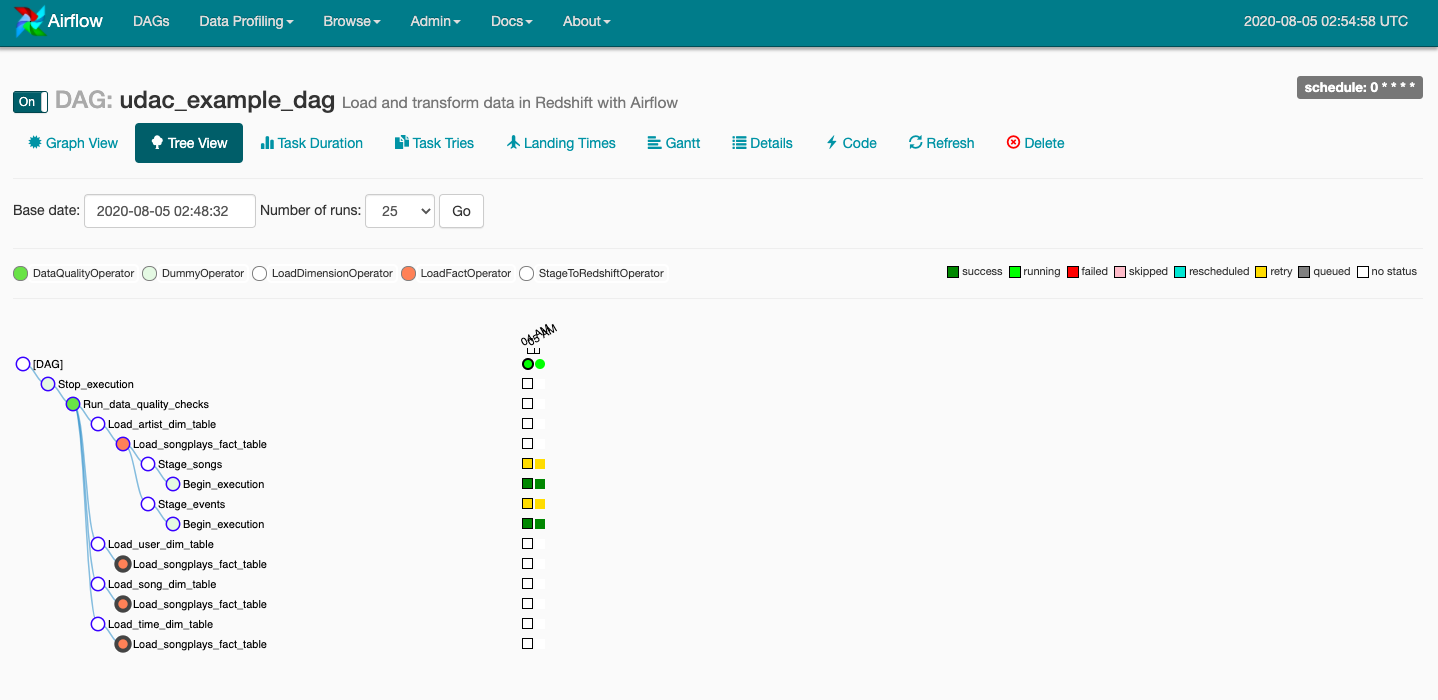 Airflow DAGs Data Profiling Browse Admin Docs About 2020-08-05 02:54:58 UTC
On DAG: udac_example_dag Load and transform data in Redshift with Airflow schedule: 0 * * * *
Graph View Tree View Task Duration Task Tries Landing Times Gantt Details Code Refresh Delete
Base date: 2020-08-05 02:48:32 Number of runs: 25 Go
DataQualityOperator DummyOperator LoadDimensionOperator LoadFactOperator StageToRedshiftOperator success running failed skipped rescheduled retry queued no status
04 AM 05 AM
[DAG]
Stop_execution
Run_data_quality_checks
Load_artist_dim_table
Load_songplays_fact_table
Stage_songs
Begin_execution
Stage_events
Begin_execution
Load_user_dim_table
Load_songplays_fact_table
Load_song_dim_table
Load_songplays_fact_table
Load_time_dim_table
Load_songplays_fact_table